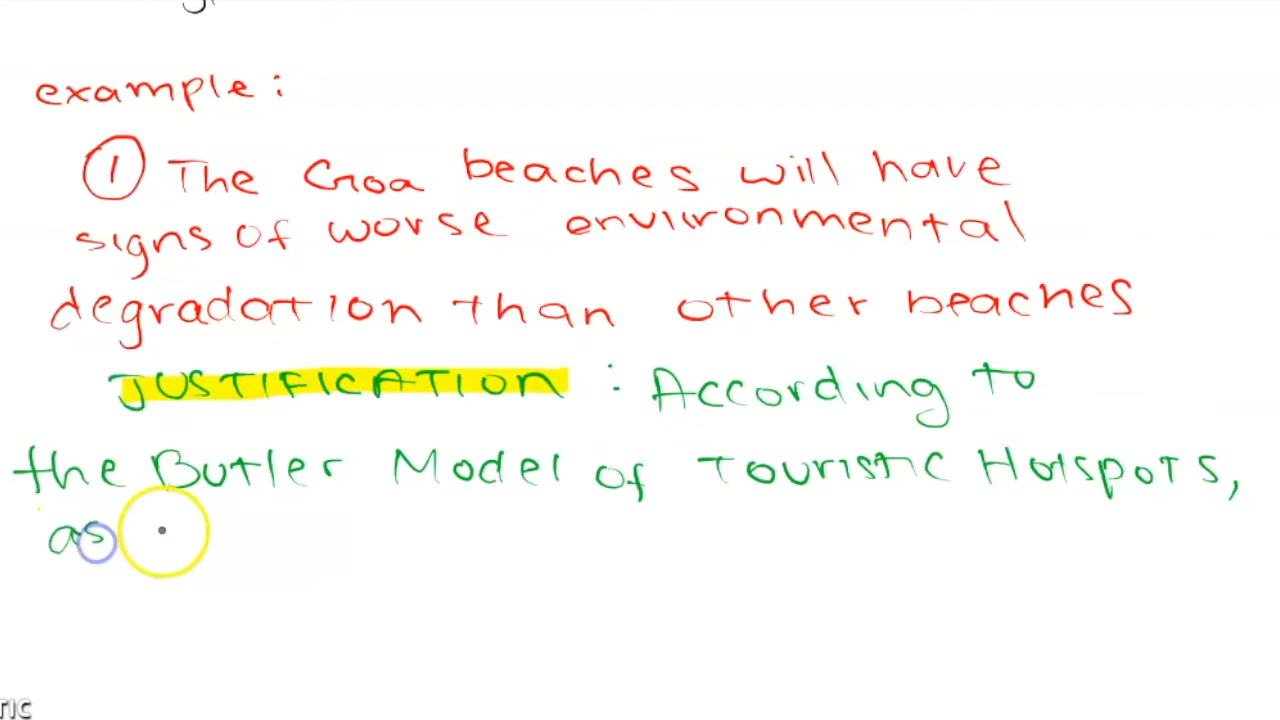 example:
① The Goa beaches will have
signs of worse environmental
degradation than other beaches
JUSTIFICATION : According to
the Butler Model of Touristic Hotspots,
as
TIC